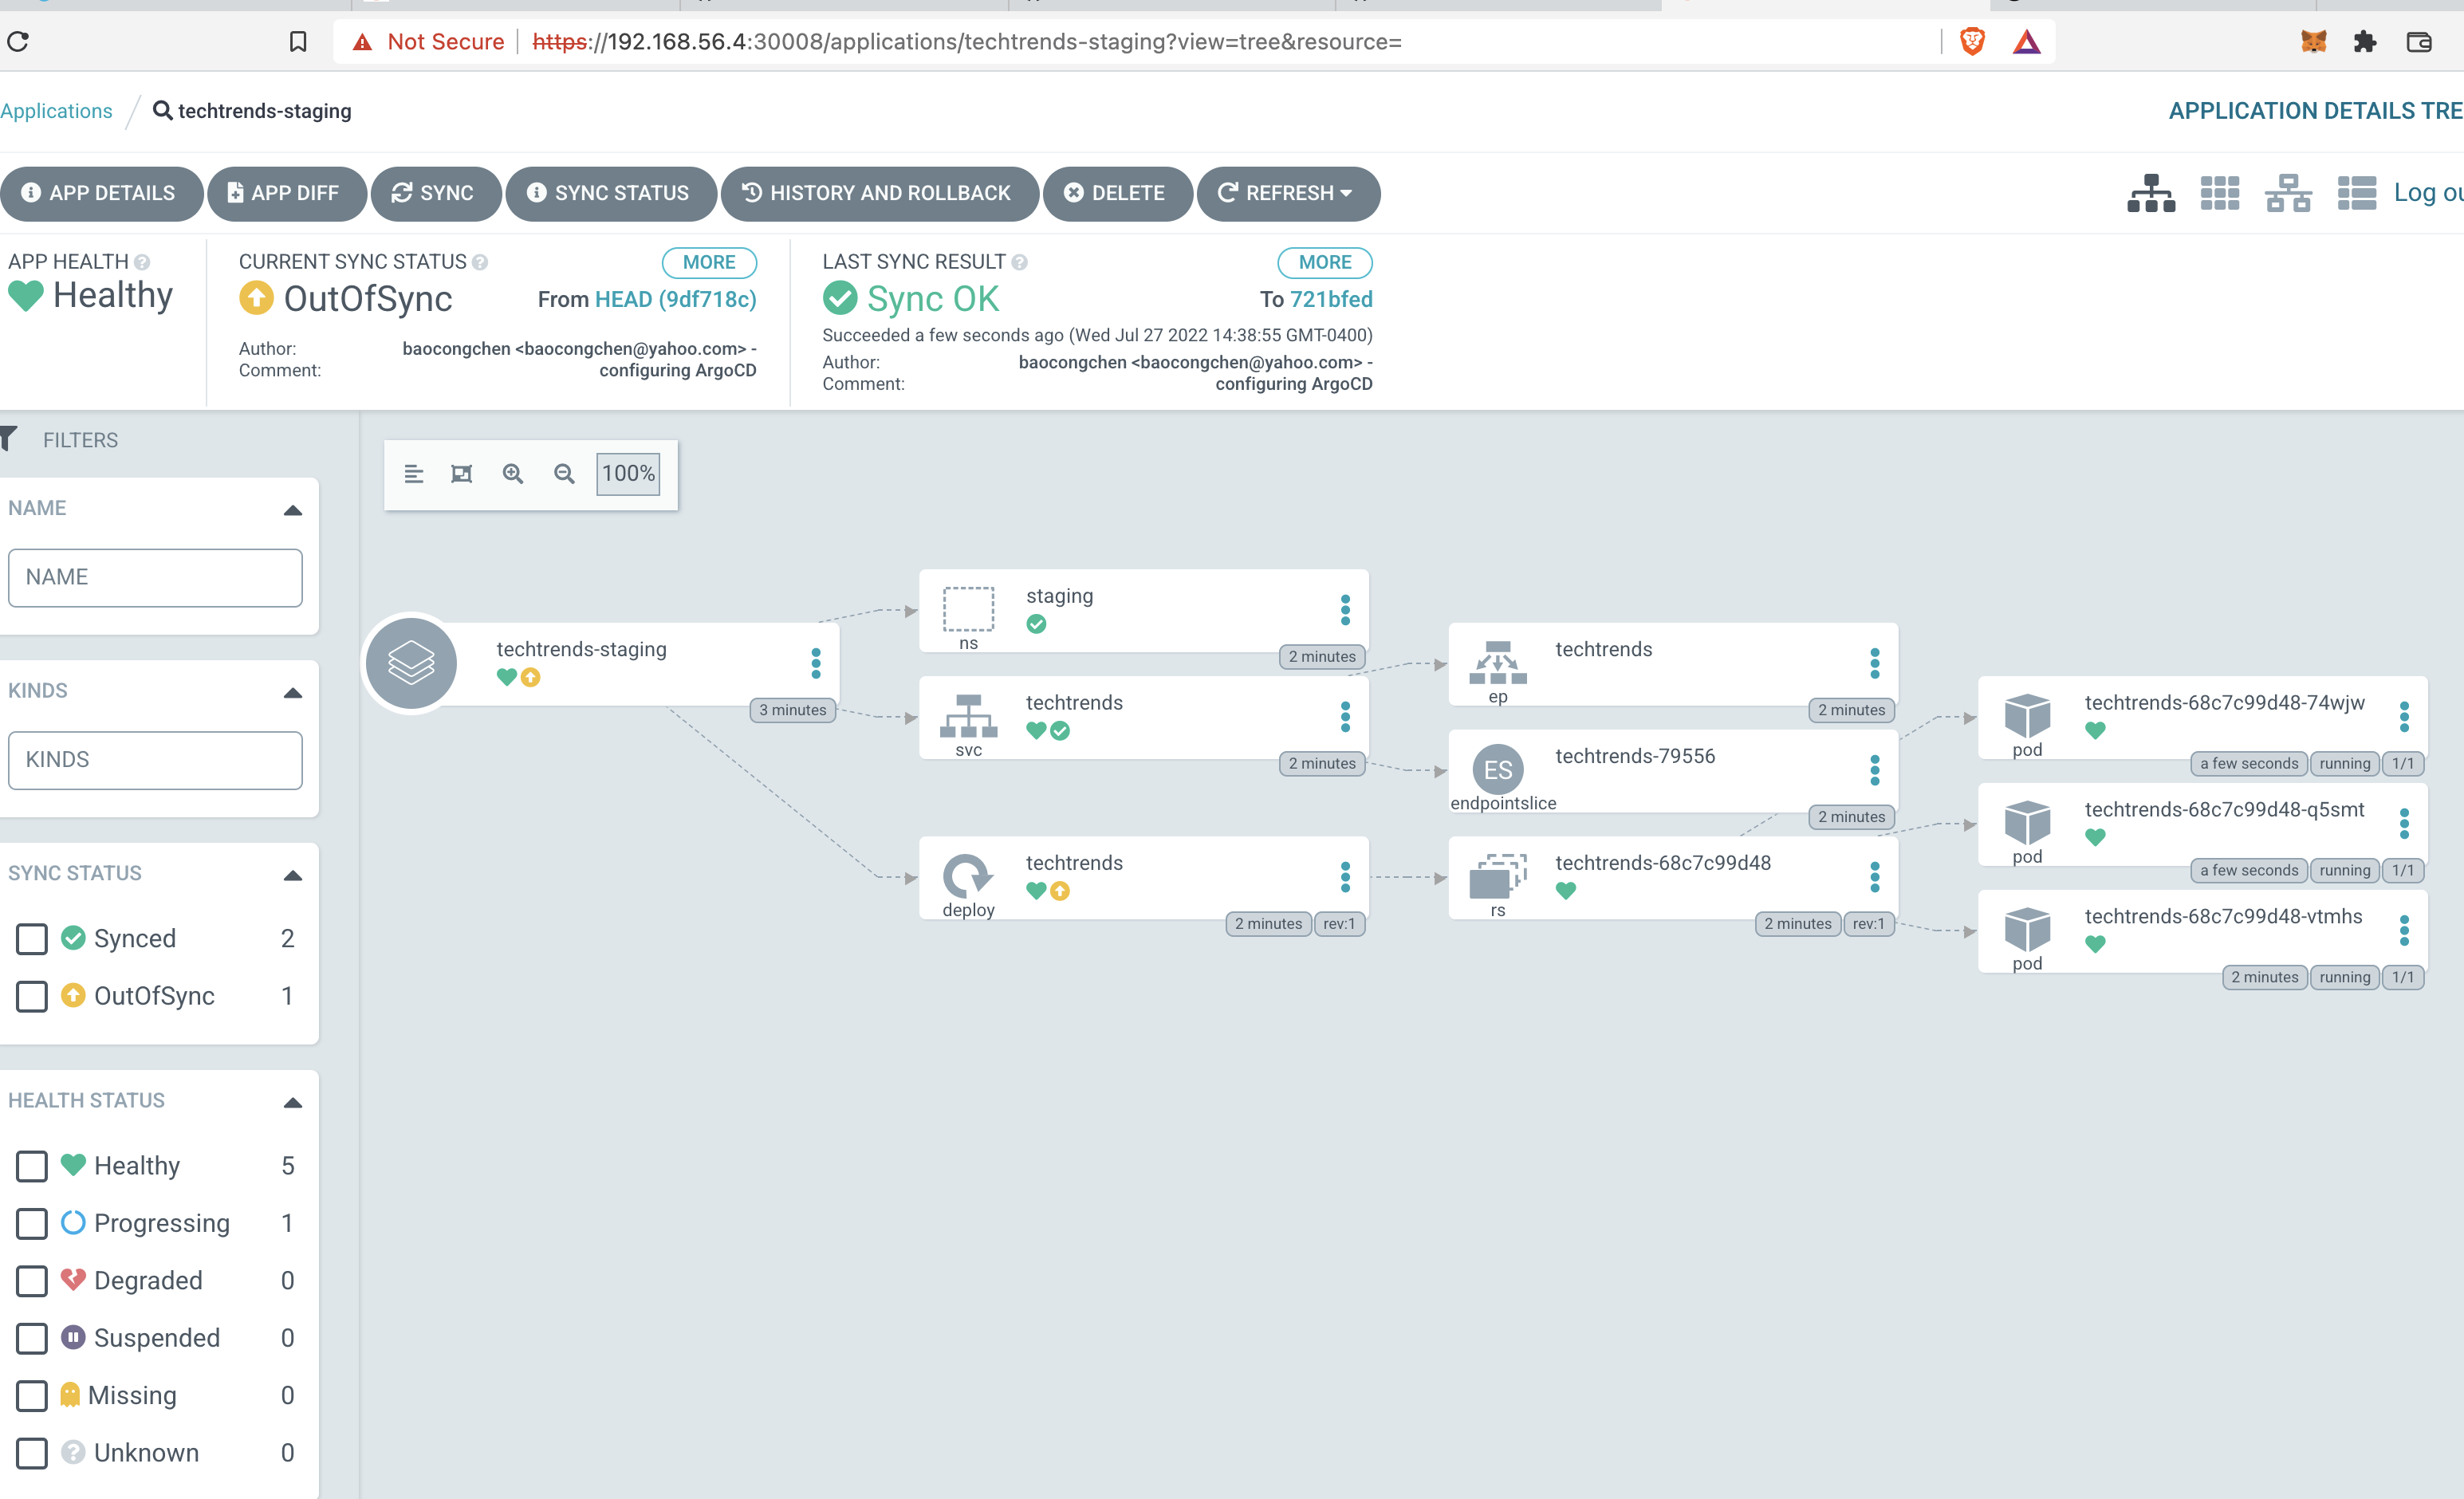 Not Secure https://192.168.56.4:30008/applications/techtrends-staging?view=tree&resource=
Applications / techtrends-staging
APPLICATION DETAILS TRE
APP DETAILS APP DIFF SYNC SYNC STATUS HISTORY AND ROLLBACK DELETE REFRESH
Log ou
APP HEALTH
Healthy
CURRENT SYNC STATUS MORE
OutOfSync From HEAD (9df718c)
Author: baocongchen <baocongchen@yahoo.com> -
Comment: configuring ArgoCD
LAST SYNC RESULT MORE
Sync OK To 721bfed
Succeeded a few seconds ago (Wed Jul 27 2022 14:38:55 GMT-0400)
Author: baocongchen <baocongchen@yahoo.com> -
Comment: configuring ArgoCD
FILTERS
NAME
NAME
KINDS
KINDS
SYNC STATUS
Synced 2
OutOfSync 1
HEALTH STATUS
Healthy 5
Progressing 1
Degraded 0
Suspended 0
Missing 0
Unknown 0
100%
techtrends-staging
3 minutes
staging
ns
2 minutes
techtrends
svc
2 minutes
techtrends
deploy
2 minutes rev:1
techtrends
ep
2 minutes
ES
techtrends-79556
endpointslice
2 minutes
techtrends-68c7c99d48
rs
2 minutes rev:1
techtrends-68c7c99d48-74wjw
pod
a few seconds running 1/1
techtrends-68c7c99d48-q5smt
pod
a few seconds running 1/1
techtrends-68c7c99d48-vtmhs
pod
2 minutes running 1/1